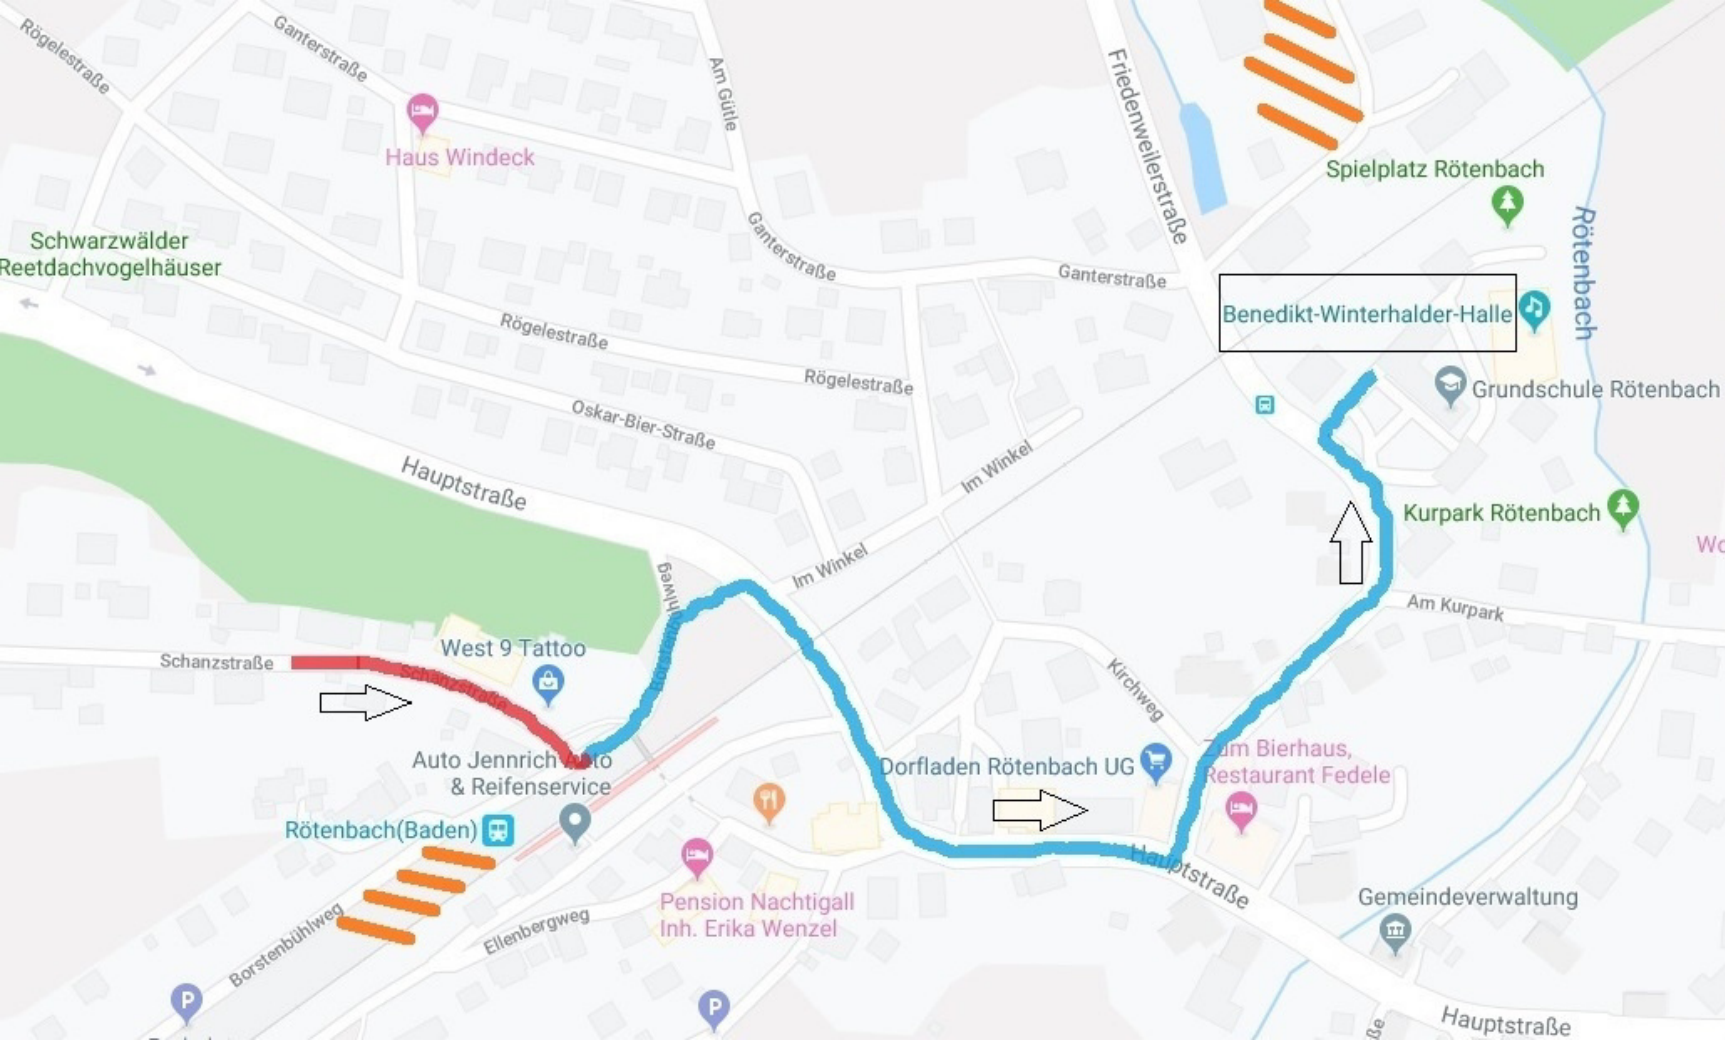 Rögelestraße
Ganterstraße
Haus Windeck
Am Gütle
Friedenweilerstraße
Spielplatz Rötenbach
Schwarzwälder
Reetdachvogelhäuser
Ganterstraße
Ganterstraße
Rötenbach
Benedikt-Winterhalder-Halle
Rögelestraße
Rögelestraße
Grundschule Rötenbach
Oskar-Bier-Straße
Hauptstraße
Im Winkel
Kurpark Rötenbach
Im Winkel
Am Kurpark
West 9 Tattoo
Schanzstraße
Schanzstraße
Kirchweg
Auto Jennrich Auto
& Reifenservice
Dorfladen Rötenbach UG
Zum Bierhaus,
Restaurant Fedele
Rötenbach(Baden)
Hauptstraße
Pension Nachtigall
Inh. Erika Wenzel
Gemeindeverwaltung
Ellenbergweg
Borstenbühlweg
P
P
Hauptstraße